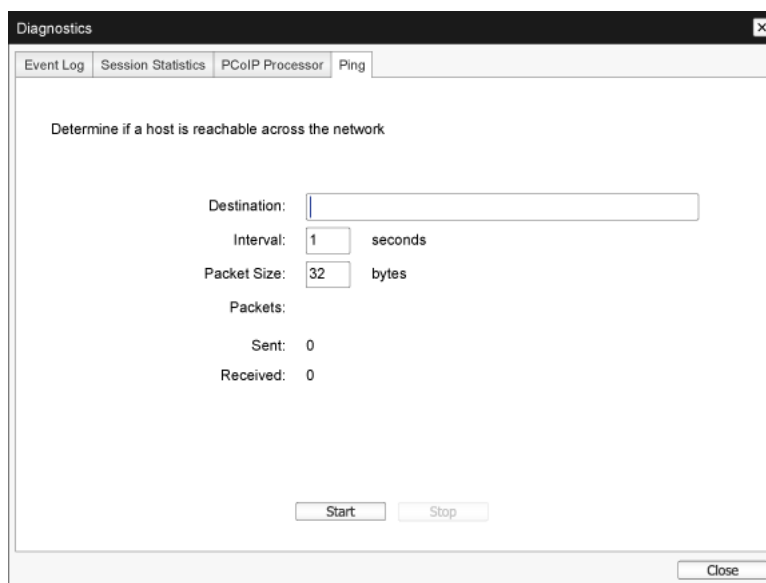 Diagnostics
Event Log Session Statistics PCoIP Processor Ping
Determine if a host is reachable across the network
Destination:
Interval: 1 seconds
Packet Size: 32 bytes
Packets:
Sent: 0
Received: 0
Start Stop
Close